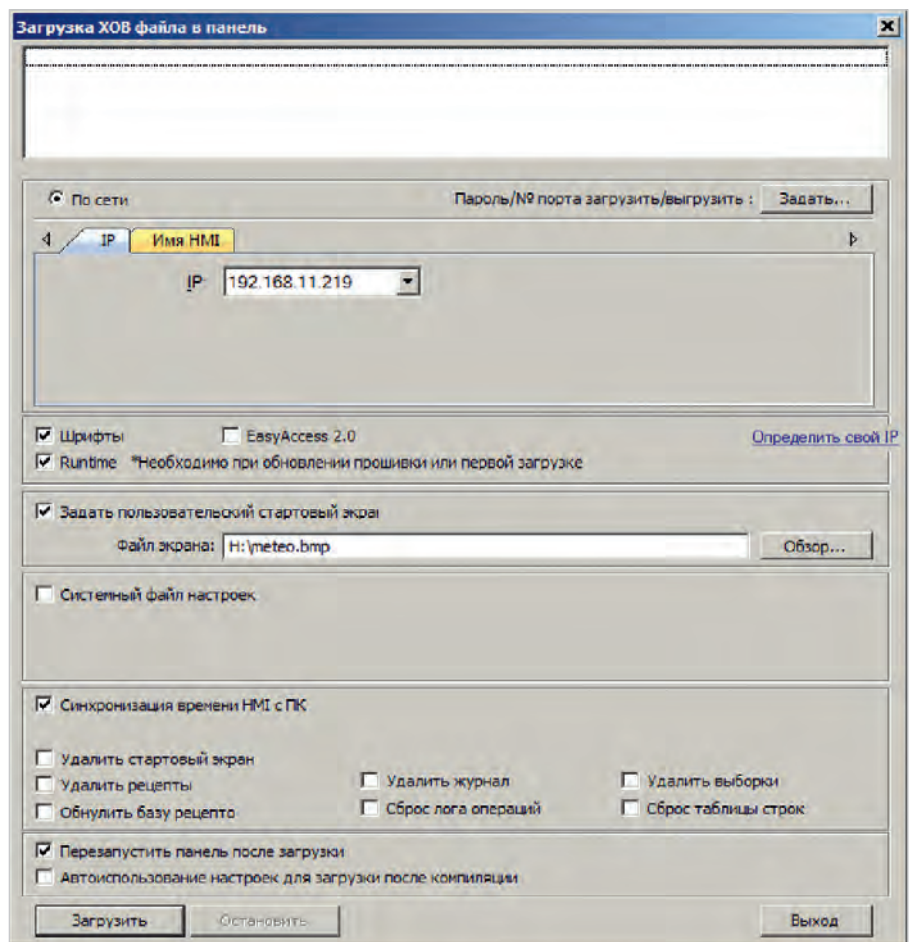 Загрузка XOB файла в панель
По сети Пароль/№ порта загрузить/выгрузить : Задать...
IP Имя HMI
IP: 192.168.11.219
Шрифты EasyAccess 2.0 Определить свой IP
Runtime *Необходимо при обновлении прошивки или первой загрузке
Задать пользовательский стартовый экран
Файл экрана: H:\meteo.bmp Обзор...
Системный файл настроек
Синхронизация времени HMI с ПК
Удалить стартовый экран
Удалить рецепты Удалить журнал Удалить выборки
Обнулить базу рецепто Сброс лога операций Сброс таблицы строк
Перезапустить панель после загрузки
Автоиспользование настроек для загрузки после компиляции
Загрузить Остановить Выход